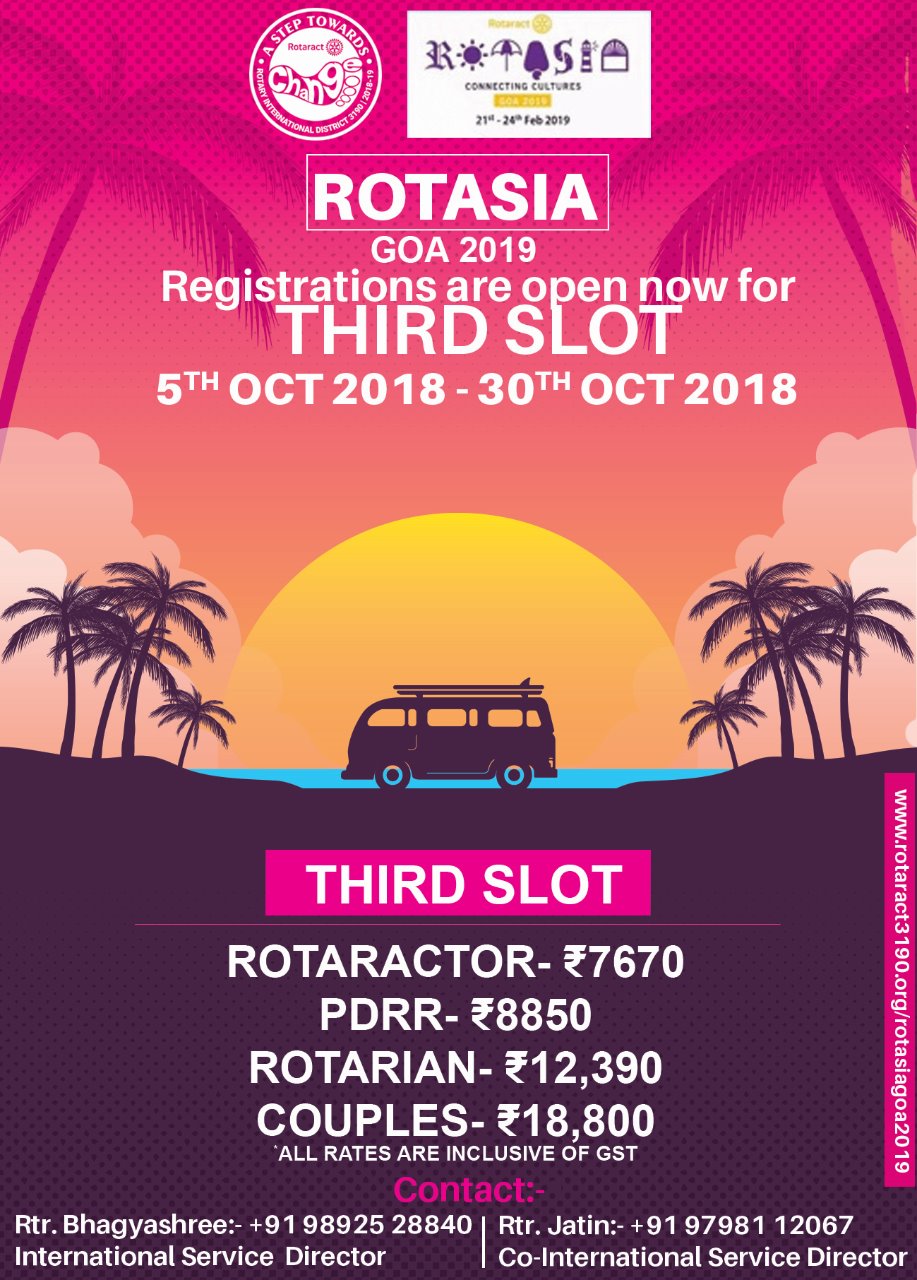 • A STEP TOWARDS •
Rotaract
Change
ROTARY INTERNATIONAL DISTRICT 3190 | 2018-19
Rotaract
ROTASIA
CONNECTING CULTURES
GOA 2019
21st - 24th Feb 2019
ROTASIA
GOA 2019
Registrations are open now for
THIRD SLOT
5TH OCT 2018 - 30TH OCT 2018
www.rotaract3190.org/rotasiagoa2019
THIRD SLOT
ROTARACTOR- ₹7670
PDRR- ₹8850
ROTARIAN- ₹12,390
COUPLES- ₹18,800
*ALL RATES ARE INCLUSIVE OF GST
Contact:-
Rtr. Bhagyashree:- +91 98925 28840
International Service Director
Rtr. Jatin:- +91 97981 12067
Co-International Service Director